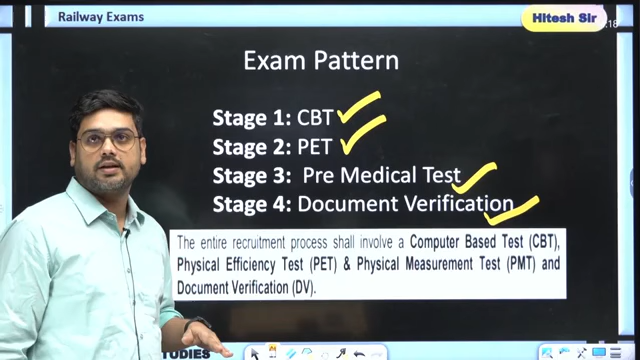 Railway Exams
Hitesh Sir
:18
Exam Pattern
Stage 1: CBT
Stage 2: PET
Stage 3: Pre Medical Test
Stage 4: Document Verification
The entire recruitment process shall involve a Computer Based Test (CBT),
Physical Efficiency Test (PET) & Physical Measurement Test (PMT) and
Document Verification (DV).
TUDIES